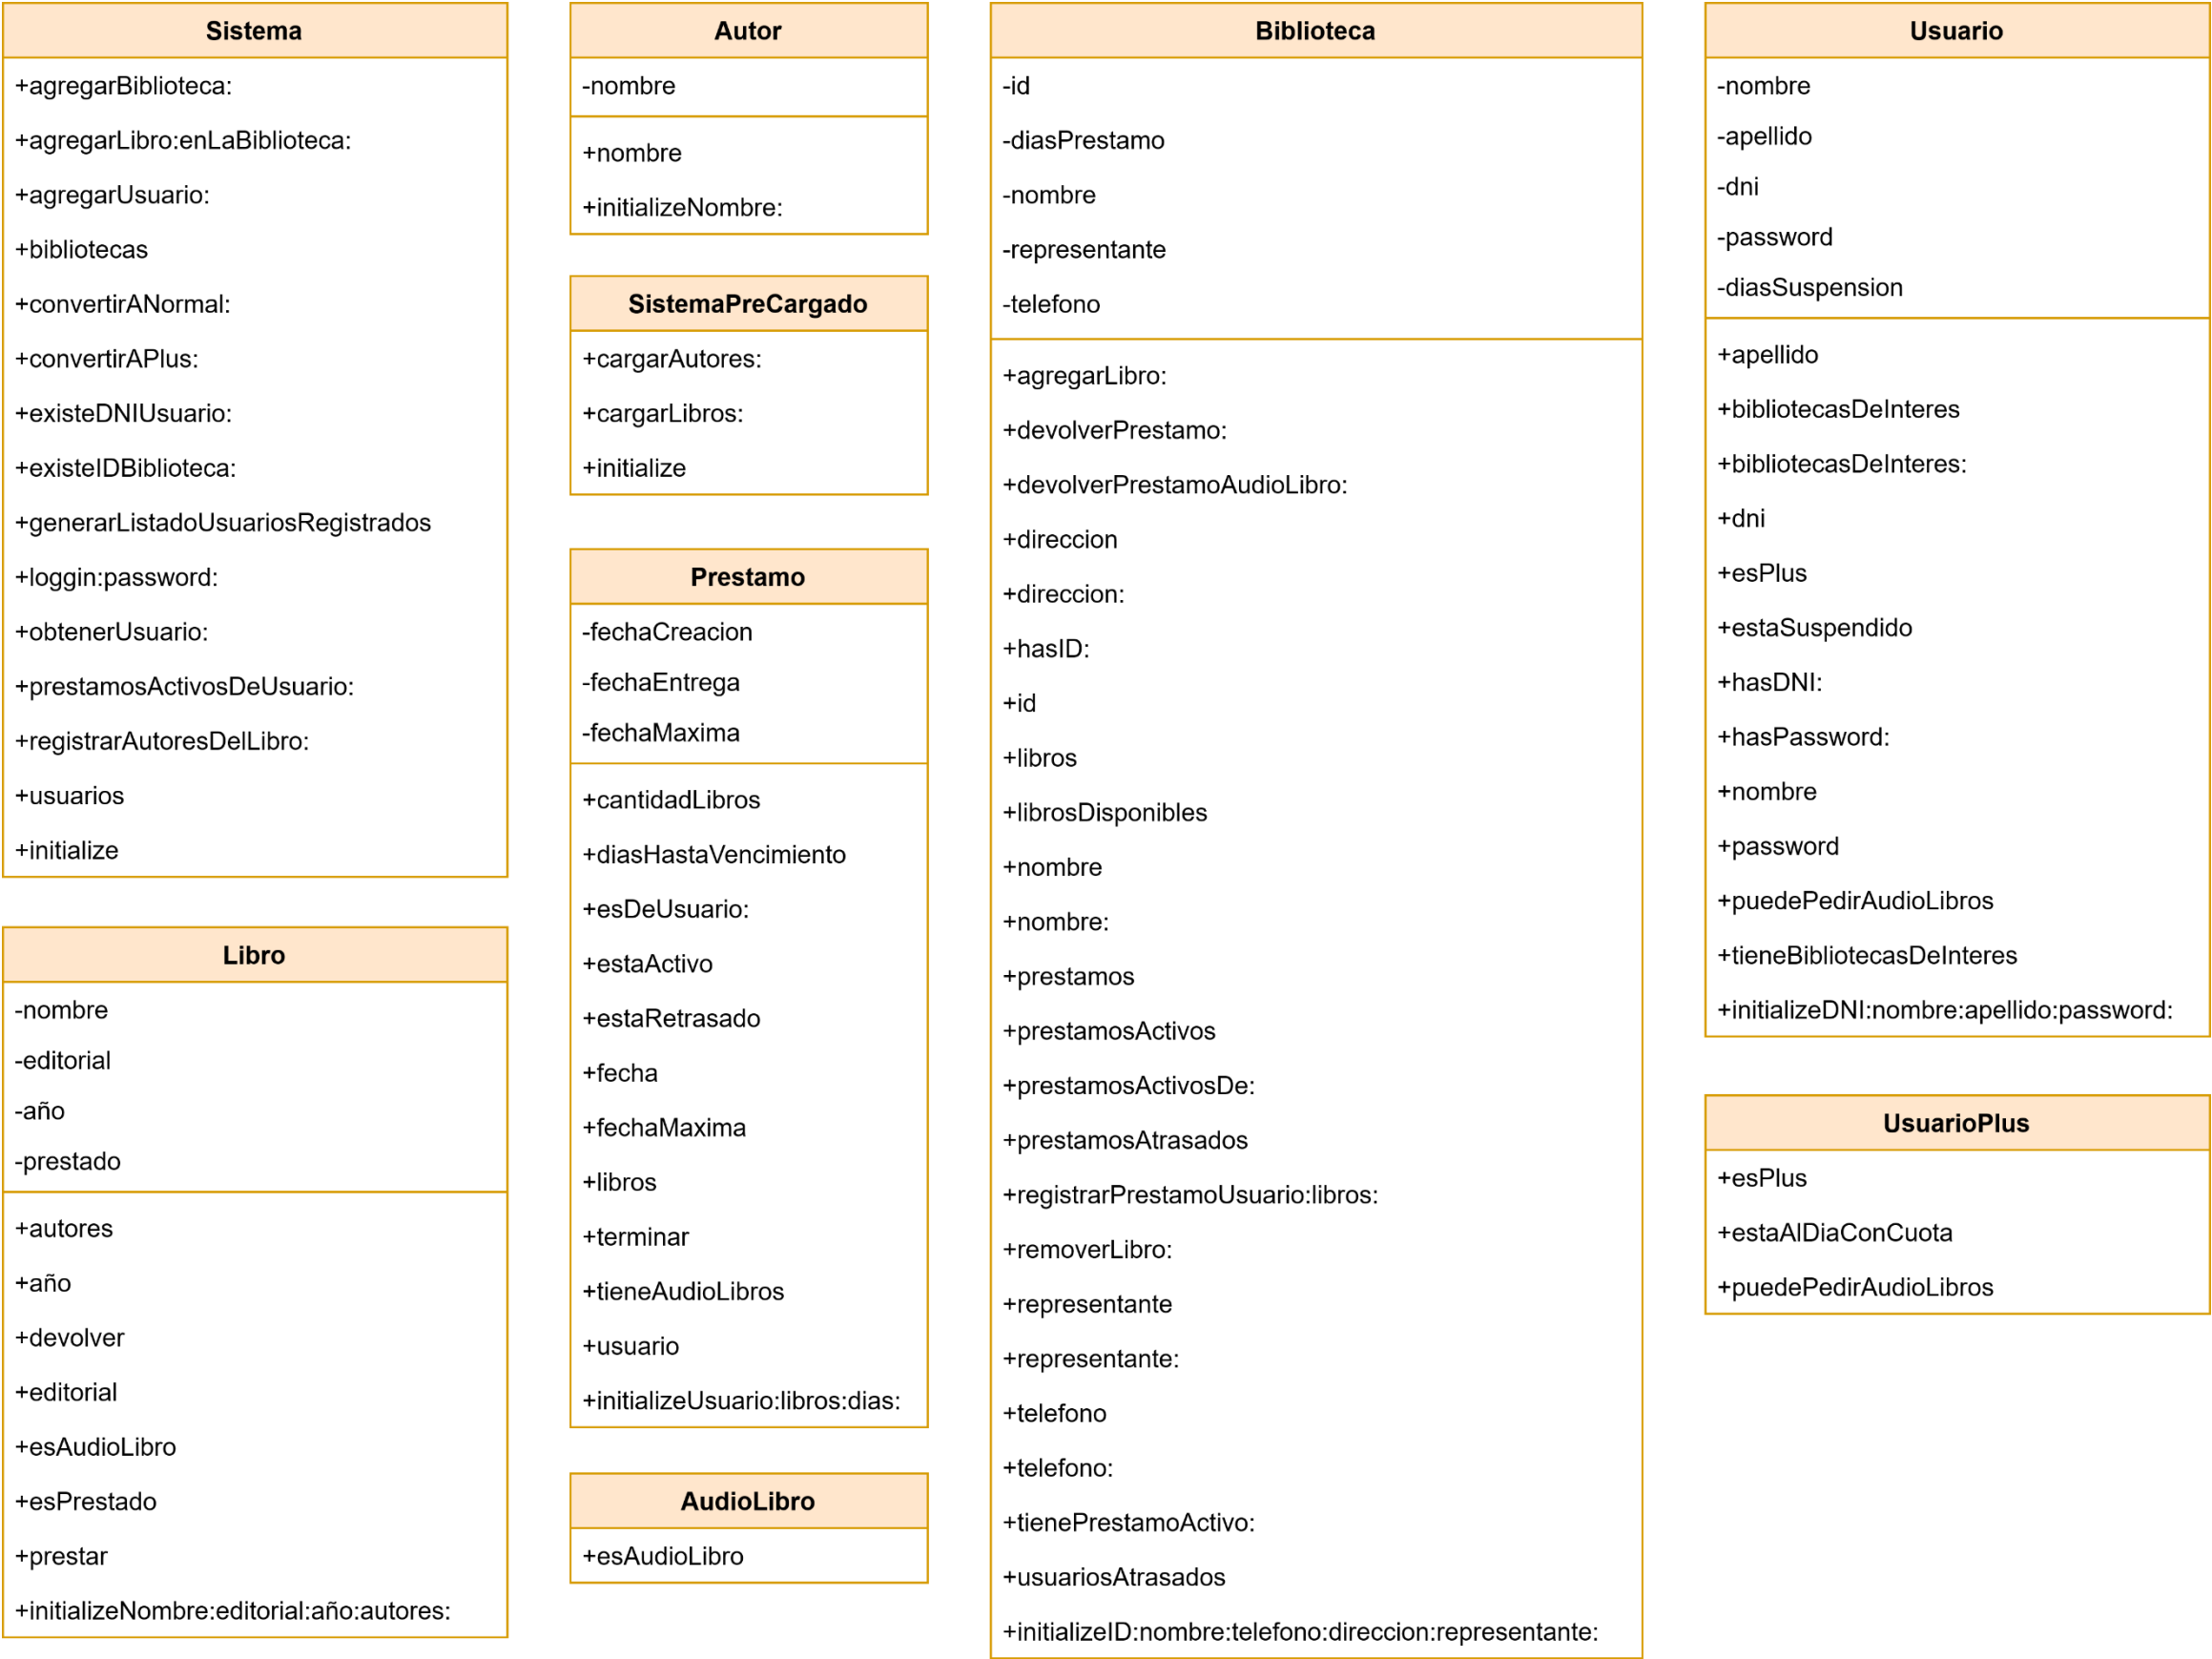 Sistema
+agregarBiblioteca:
+agregarLibro:enLaBiblioteca:
+agregarUsuario:
+bibliotecas
+convertirANormal:
+convertirAPlus:
+existeDNIUsuario:
+existeIDBiblioteca:
+generarListadoUsuariosRegistrados
+loggin:password:
+obtenerUsuario:
+prestamosActivosDeUsuario:
+registrarAutoresDelLibro:
+usuarios
+initialize
Libro
-nombre
-editorial
-año
-prestado
+autores
+año
+devolver
+editorial
+esAudioLibro
+esPrestado
+prestar
+initializeNombre:editorial:año:autores:
Autor
-nombre
+nombre
+initializeNombre:
SistemaPreCargado
+cargarAutores:
+cargarLibros:
+initialize
Prestamo
-fechaCreacion
-fechaEntrega
-fechaMaxima
+cantidadLibros
+diasHastaVencimiento
+esDeUsuario:
+estaActivo
+estaRetrasado
+fecha
+fechaMaxima
+libros
+terminar
+tieneAudioLibros
+usuario
+initializeUsuario:libros:dias:
AudioLibro
+esAudioLibro
Biblioteca
-id
-diasPrestamo
-nombre
-representante
-telefono
+agregarLibro:
+devolverPrestamo:
+devolverPrestamoAudioLibro:
+direccion
+direccion:
+hasID:
+id
+libros
+librosDisponibles
+nombre
+nombre:
+prestamos
+prestamosActivos
+prestamosActivosDe:
+prestamosAtrasados
+registrarPrestamoUsuario:libros:
+removerLibro:
+representante
+representante:
+telefono
+telefono:
+tienePrestamoActivo:
+usuariosAtrasados
+initializeID:nombre:telefono:direccion:representante:
Usuario
-nombre
-apellido
-dni
-password
-diasSuspension
+apellido
+bibliotecasDeInteres
+bibliotecasDeInteres:
+dni
+esPlus
+estaSuspendido
+hasDNI:
+hasPassword:
+nombre
+password
+puedePedirAudioLibros
+tieneBibliotecasDeInteres
+initializeDNI:nombre:apellido:password:
UsuarioPlus
+esPlus
+estaAlDiaConCuota
+puedePedirAudioLibros